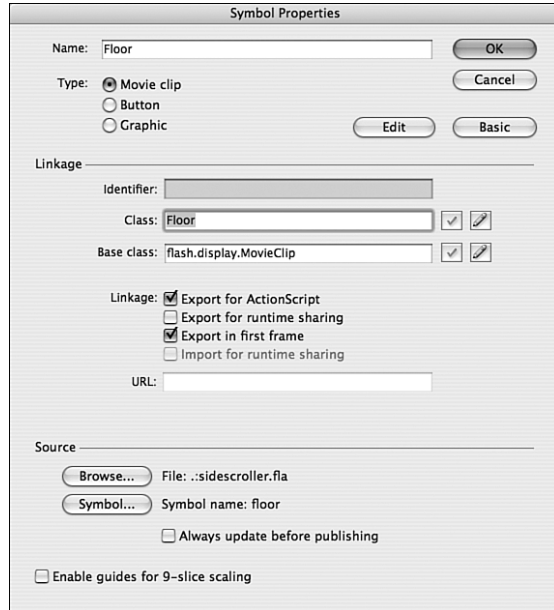 Symbol Properties
Name: Floor
OK
Type: Movie clip
Cancel
Button
Graphic
Edit
Basic
Linkage
Identifier:
Class: Floor
Base class: flash.display.MovieClip
Linkage: Export for ActionScript
Export for runtime sharing
Export in first frame
Import for runtime sharing
URL:
Source
Browse... File: .:sidescroller.fla
Symbol... Symbol name: floor
Always update before publishing
Enable guides for 9-slice scaling